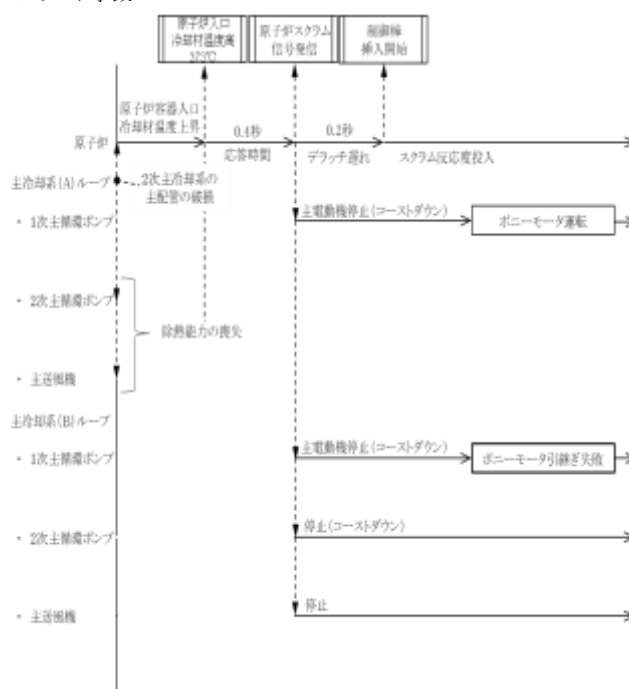 原子炉入口
冷却材温度高
373℃
原子炉スクラム
信号発信
制御棒
挿入開始
原子炉容器入口
冷却材温度上昇
0.4秒
0.2秒
原子炉
応答時間
デラッチ遅れ
スクラム反応度投入
主冷却系(A)ループ
2次主冷却系の
主配管の破損
主電動機停止(コーストダウン)
・ 1次主循環ポンプ
ポニーモータ運転
・ 2次主循環ポンプ
除熱能力の喪失
・ 主送風機
主冷却系(B)ループ
主電動機停止(コーストダウン)
・ 1次主循環ポンプ
ポニーモータ引継ぎ失敗
停止(コーストダウン)
・ 2次主循環ポンプ
停止
・ 主送風機